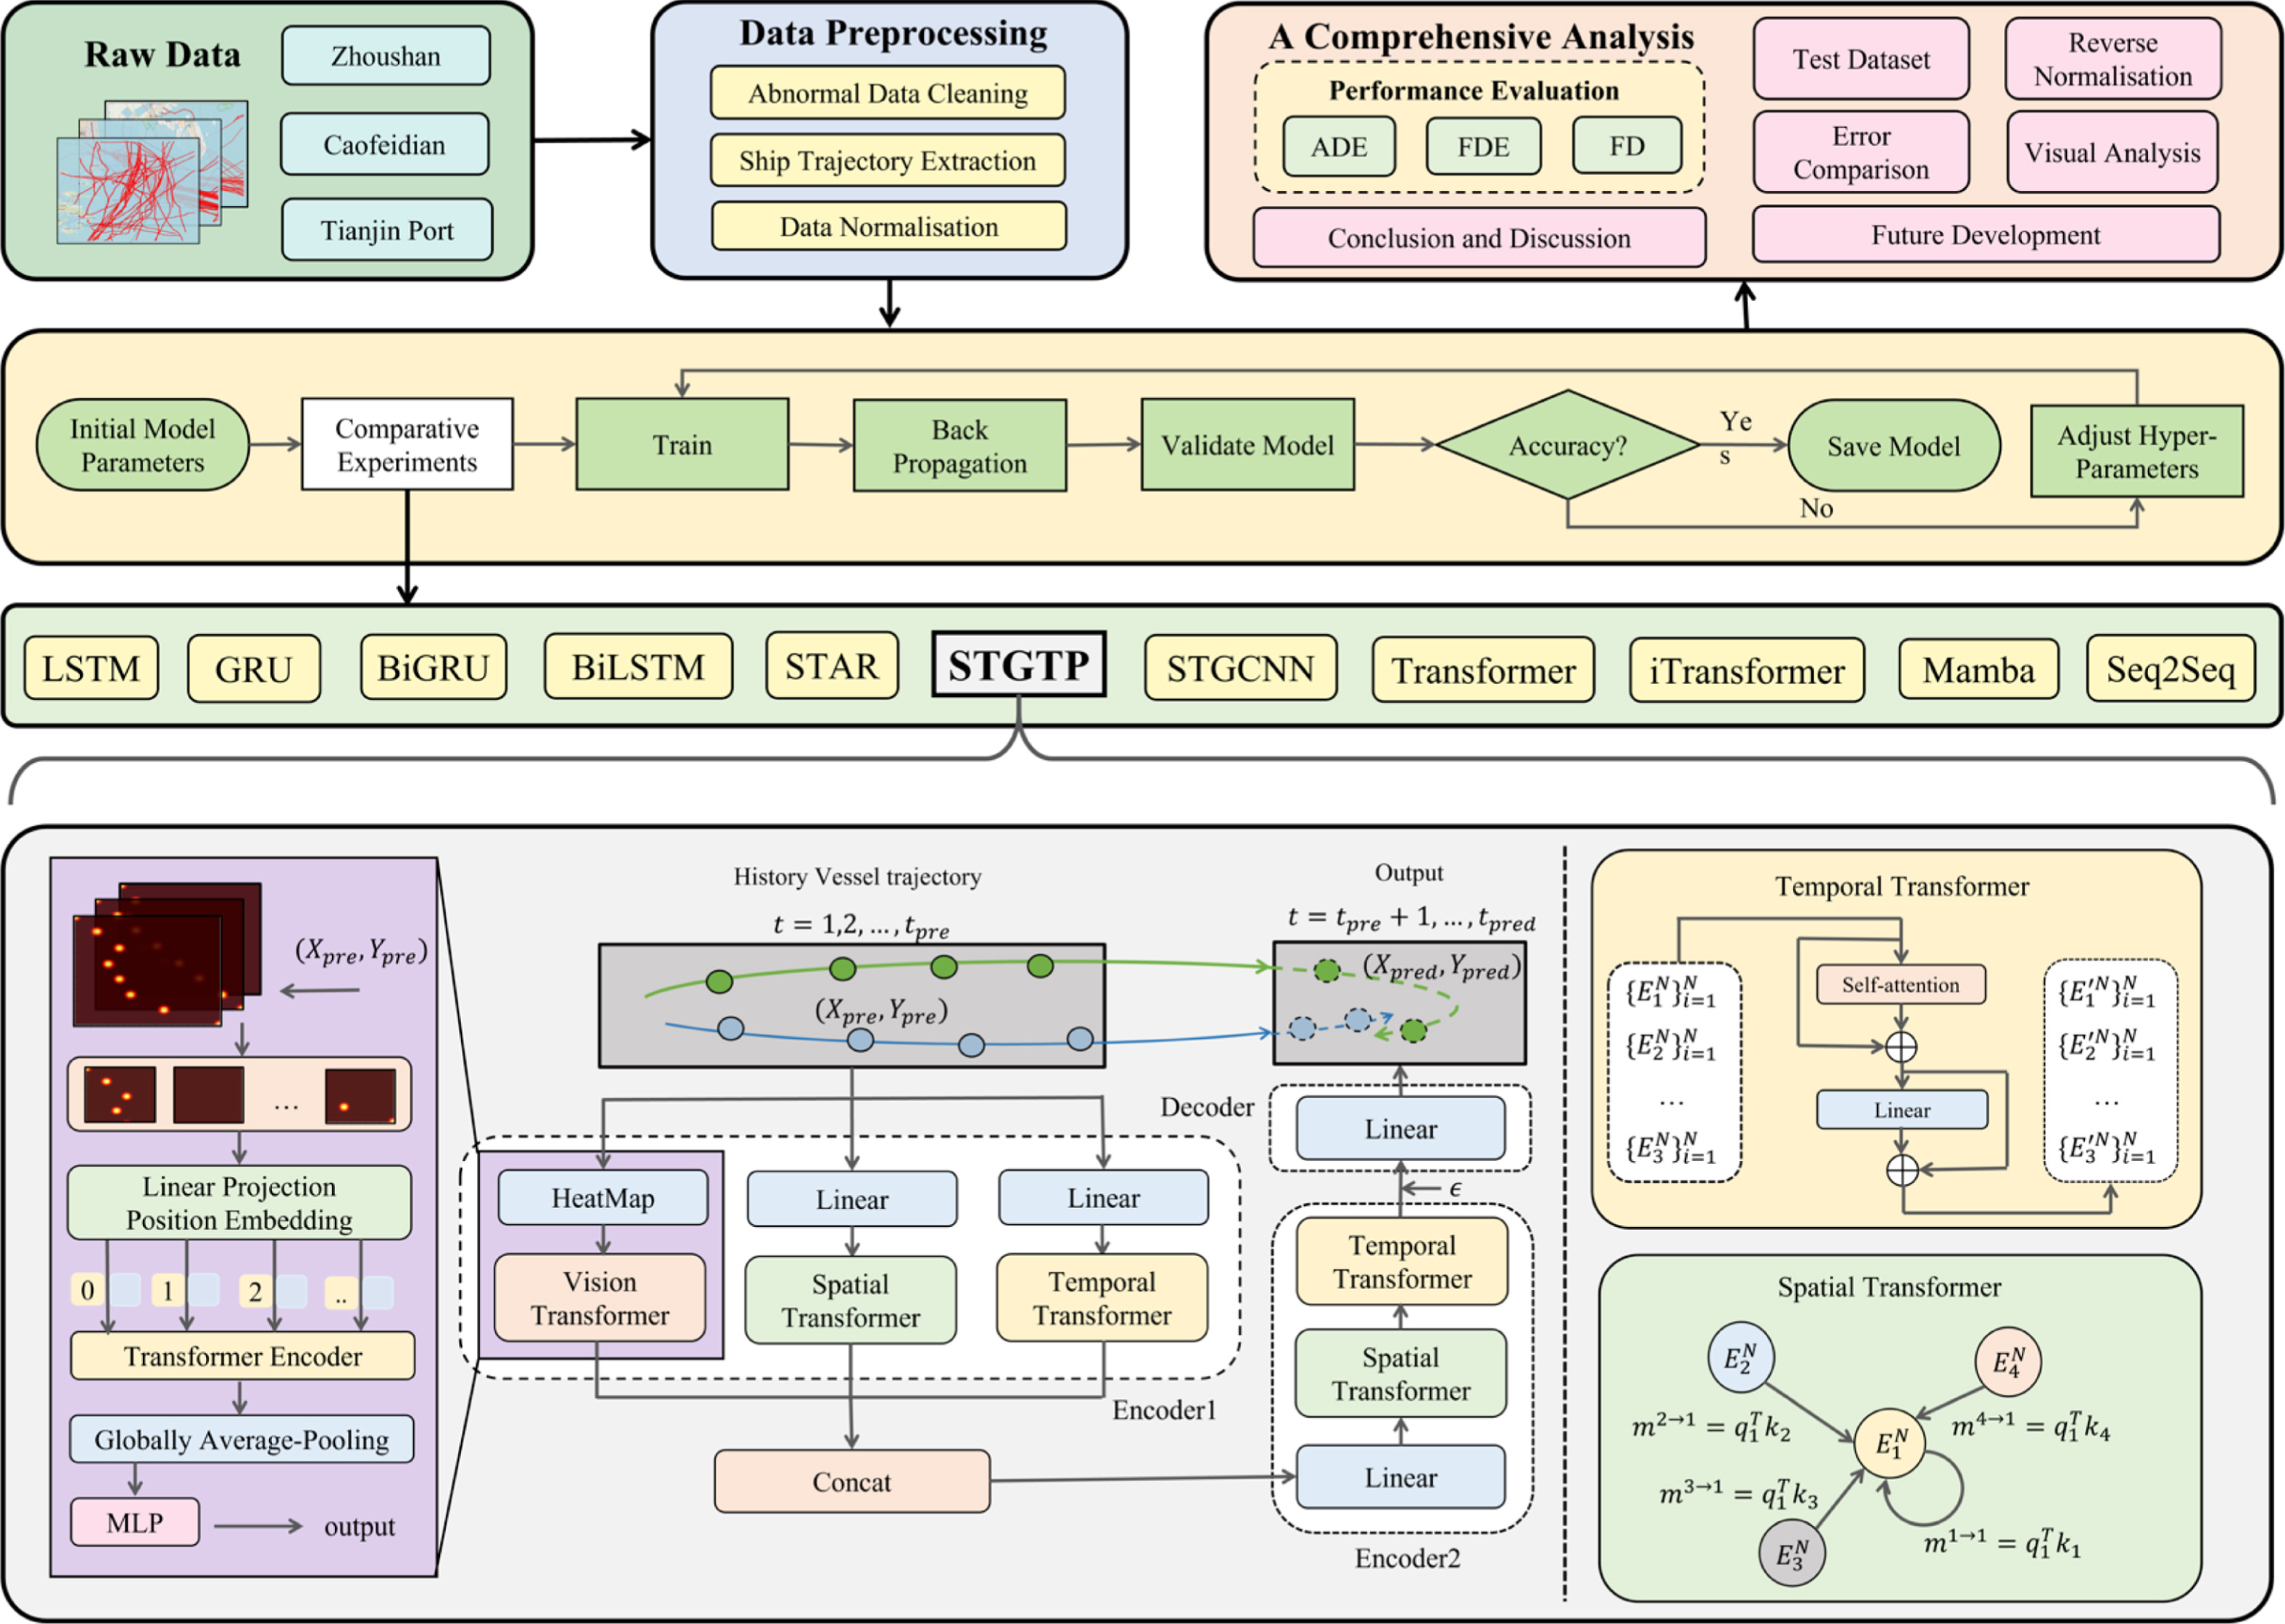 Raw Data
Zhoushan
Caofeidian
Tianjin Port
Data Preprocessing
Abnormal Data Cleaning
Ship Trajectory Extraction
Data Normalisation
A Comprehensive Analysis
Performance Evaluation
ADE
FDE
FD
Conclusion and Discussion
Test Dataset
Reverse
Normalisation
Error
Comparison
Visual Analysis
Future Development
Initial Model
Parameters
Comparative
Experiments
Train
Back
Propagation
Validate Model
Accuracy?
Ye
s
No
Save Model
Adjust Hyper-
Parameters
LSTM
GRU
BiGRU
BiLSTM
STAR
STGTP
STGCNN
Transformer
iTransformer
Mamba
Seq2Seq
(X_{pre}, Y_{pre})
...
Linear Projection
Position Embedding
0
1
2
..
Transformer Encoder
Globally Average-Pooling
MLP
output
History Vessel trajectory
t = 1,2, ..., t_{pre}
(X_{pre}, Y_{pre})
HeatMap
Vision
Transformer
Linear
Spatial
Transformer
Linear
Temporal
Transformer
Encoder1
Concat
Output
t = t_{pre} + 1, ..., t_{pred}
(X_{pred}, Y_{pred})
Decoder
Linear
ϵ
Temporal
Transformer
Spatial
Transformer
Linear
Encoder2
Temporal Transformer
{E_1^N}_{i=1}^N
{E_2^N}_{i=1}^N
...
{E_3^N}_{i=1}^N
Self-attention
Linear
{E_1'^N}_{i=1}^N
{E_2'^N}_{i=1}^N
...
{E_3'^N}_{i=1}^N
Spatial Transformer
E_2^N
E_4^N
m^{2→1} = q_1^T k_2
E_1^N
m^{4→1} = q_1^T k_4
m^{3→1} = q_1^T k_3
E_3^N
m^{1→1} = q_1^T k_1